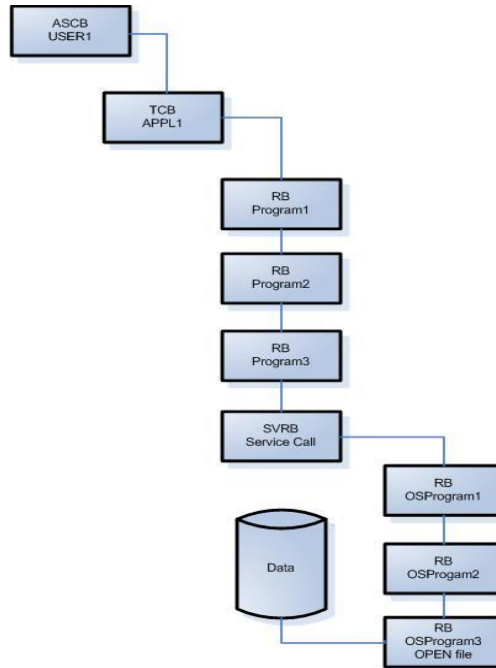 ASCB
USER1
TCB
APPL1
RB
Program1
RB
Program2
RB
Program3
SVRB
Service Call
RB
OSProgram1
Data
RB
OSProgam2
RB
OSProgram3
OPEN file